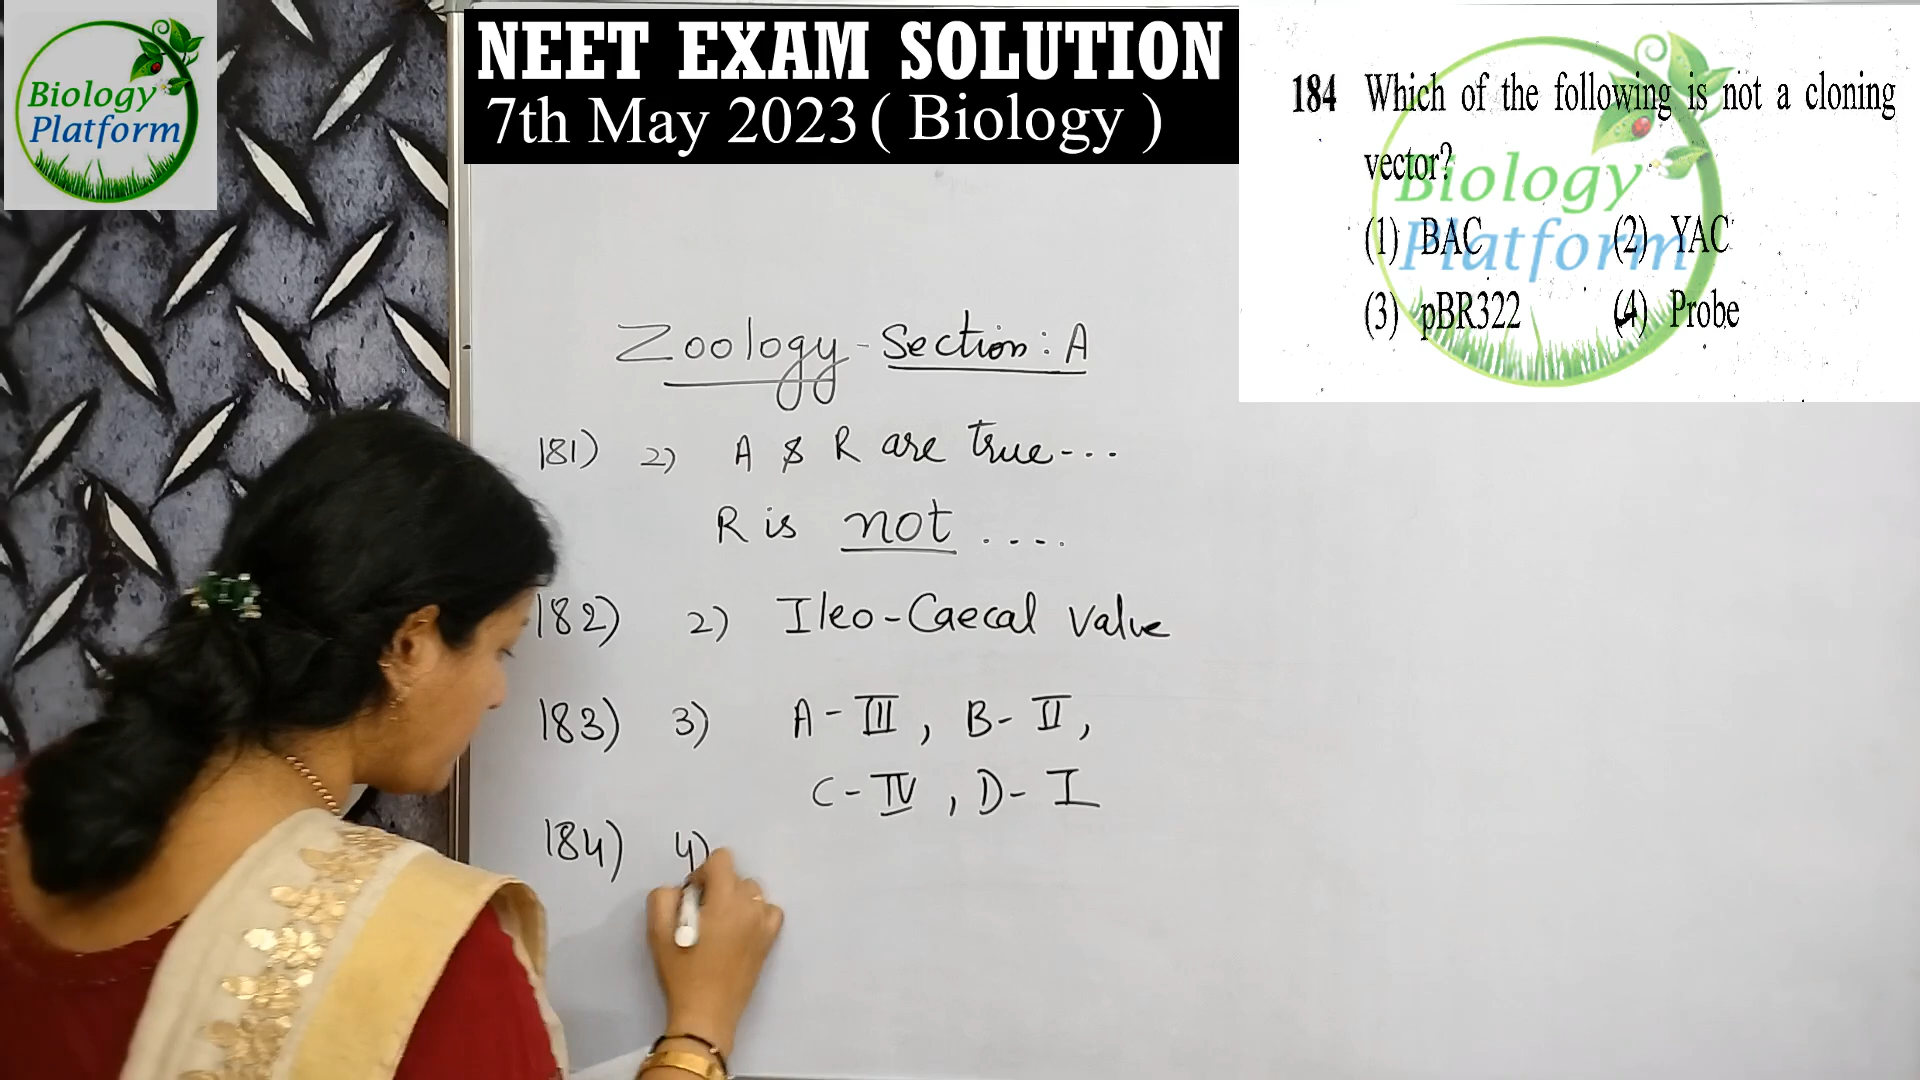 Biology
Platform
NEET EXAM SOLUTION
7th May 2023 ( Biology )
184 Which of the following is not a cloning
vector?
(1) BAC (2) YAC
(3) pBR322 (4) Probe
Biology
Platform
Zoology - Section : A
181) 2) A & R are true---
R is not ....
182) 2) Ileo-Caecal Valve
183) 3) A-III, B-II,
C-IV, D-I
184) 4)